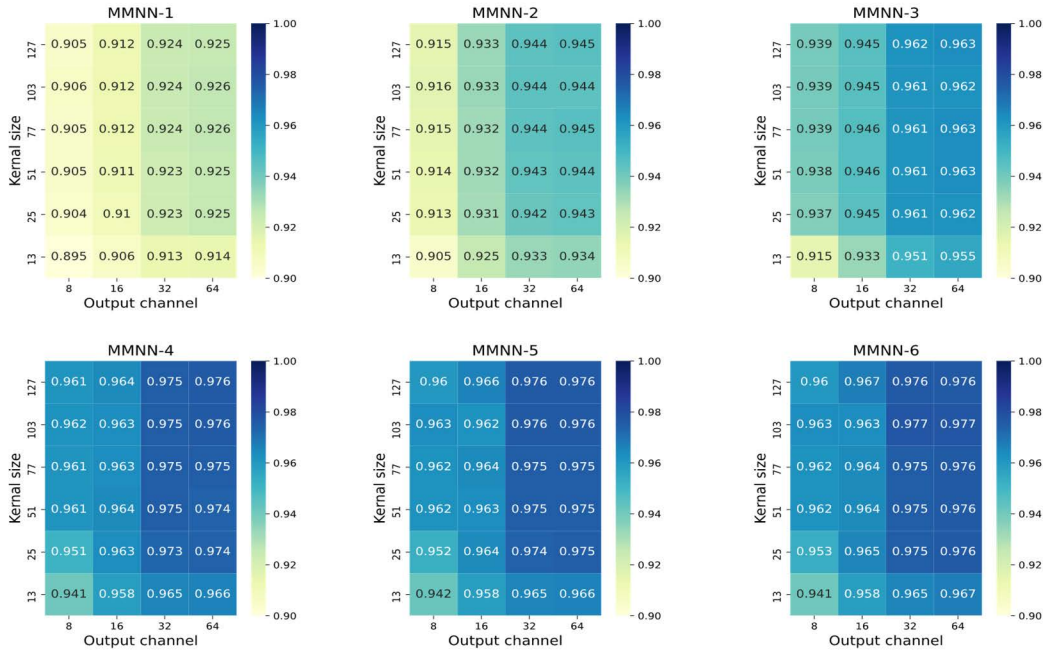 MMNN-1
Kernal size
127 0.905 0.912 0.924 0.925
103 0.906 0.912 0.924 0.926
77 0.905 0.912 0.924 0.926
51 0.905 0.911 0.923 0.925
25 0.904 0.91 0.923 0.925
13 0.895 0.906 0.913 0.914
8 16 32 64
Output channel
1.00
0.98
0.96
0.94
0.92
0.90
MMNN-2
Kernal size
127 0.915 0.933 0.944 0.945
103 0.916 0.933 0.944 0.944
77 0.915 0.932 0.944 0.945
51 0.914 0.932 0.943 0.944
25 0.913 0.931 0.942 0.943
13 0.905 0.925 0.933 0.934
8 16 32 64
Output channel
1.00
0.98
0.96
0.94
0.92
0.90
MMNN-3
Kernal size
127 0.939 0.945 0.962 0.963
103 0.939 0.945 0.961 0.962
77 0.939 0.946 0.961 0.963
51 0.938 0.946 0.961 0.963
25 0.937 0.945 0.961 0.962
13 0.915 0.933 0.951 0.955
8 16 32 64
Output channel
1.00
0.98
0.96
0.94
0.92
0.90
MMNN-4
Kernal size
127 0.961 0.964 0.975 0.976
103 0.962 0.963 0.975 0.976
77 0.961 0.963 0.975 0.975
51 0.961 0.964 0.975 0.974
25 0.951 0.963 0.973 0.974
13 0.941 0.958 0.965 0.966
8 16 32 64
Output channel
1.00
0.98
0.96
0.94
0.92
0.90
MMNN-5
Kernal size
127 0.96 0.966 0.976 0.976
103 0.963 0.962 0.976 0.976
77 0.962 0.964 0.975 0.975
51 0.962 0.963 0.975 0.975
25 0.952 0.964 0.974 0.975
13 0.942 0.958 0.965 0.966
8 16 32 64
Output channel
1.00
0.98
0.96
0.94
0.92
0.90
MMNN-6
Kernal size
127 0.96 0.967 0.976 0.976
103 0.963 0.963 0.977 0.977
77 0.962 0.964 0.975 0.976
51 0.962 0.964 0.975 0.976
25 0.953 0.965 0.975 0.976
13 0.941 0.958 0.965 0.967
8 16 32 64
Output channel
1.00
0.98
0.96
0.94
0.92
0.90